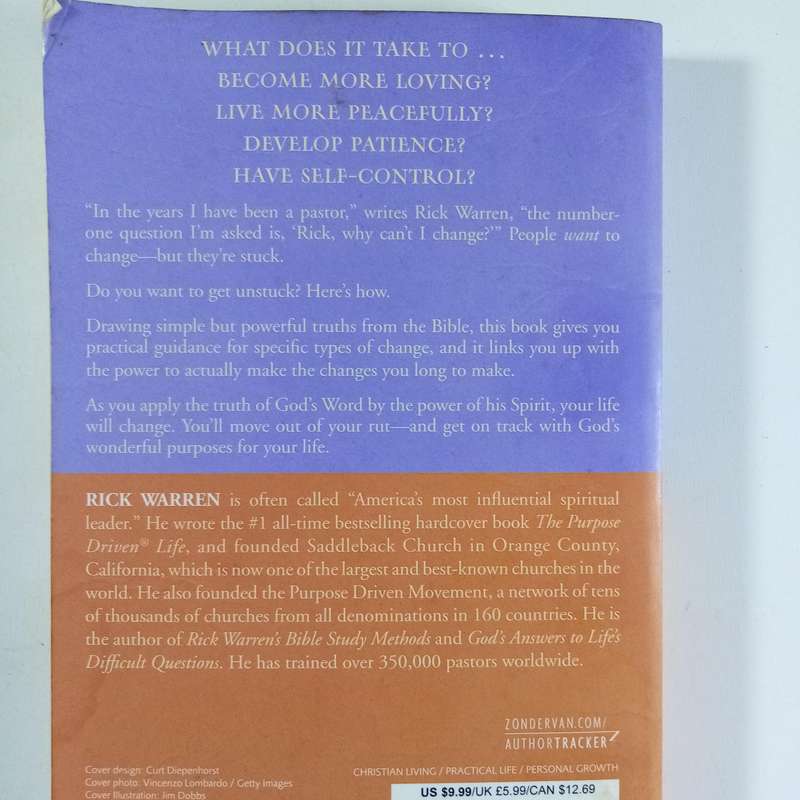 WHAT DOES IT TAKE TO ...
BECOME MORE LOVING?
LIVE MORE PEACEFULLY?
DEVELOP PATIENCE?
HAVE SELF-CONTROL?
“In the years I have been a pastor,” writes Rick Warren, “the number-
one question I’m asked is, ‘Rick, why can’t I change?’” People want to
change—but they’re stuck.
Do you want to get unstuck? Here’s how.
Drawing simple but powerful truths from the Bible, this book gives you
practical guidance for specific types of change, and it links you up with
the power to actually make the changes you long to make.
As you apply the truth of God’s Word by the power of his Spirit, your life
will change. You’ll move out of your rut—and get on track with God’s
wonderful purposes for your life.
RICK WARREN is often called “America’s most influential spiritual
leader.” He wrote the #1 all-time bestselling hardcover book The Purpose
Driven® Life, and founded Saddleback Church in Orange County,
California, which is now one of the largest and best-known churches in the
world. He also founded the Purpose Driven Movement, a network of tens
of thousands of churches from all denominations in 160 countries. He is
the author of Rick Warren’s Bible Study Methods and God’s Answers to Life’s
Difficult Questions. He has trained over 350,000 pastors worldwide.
ZONDERVAN.COM/
AUTHORTRACKER
Cover design: Curt Diepenhorst
Cover photo: Vincenzo Lombardo / Getty Images
Cover Illustration: Jim Dobbs
CHRISTIAN LIVING / PRACTICAL LIFE / PERSONAL GROWTH
US $9.99/UK £5.99/CAN $12.69